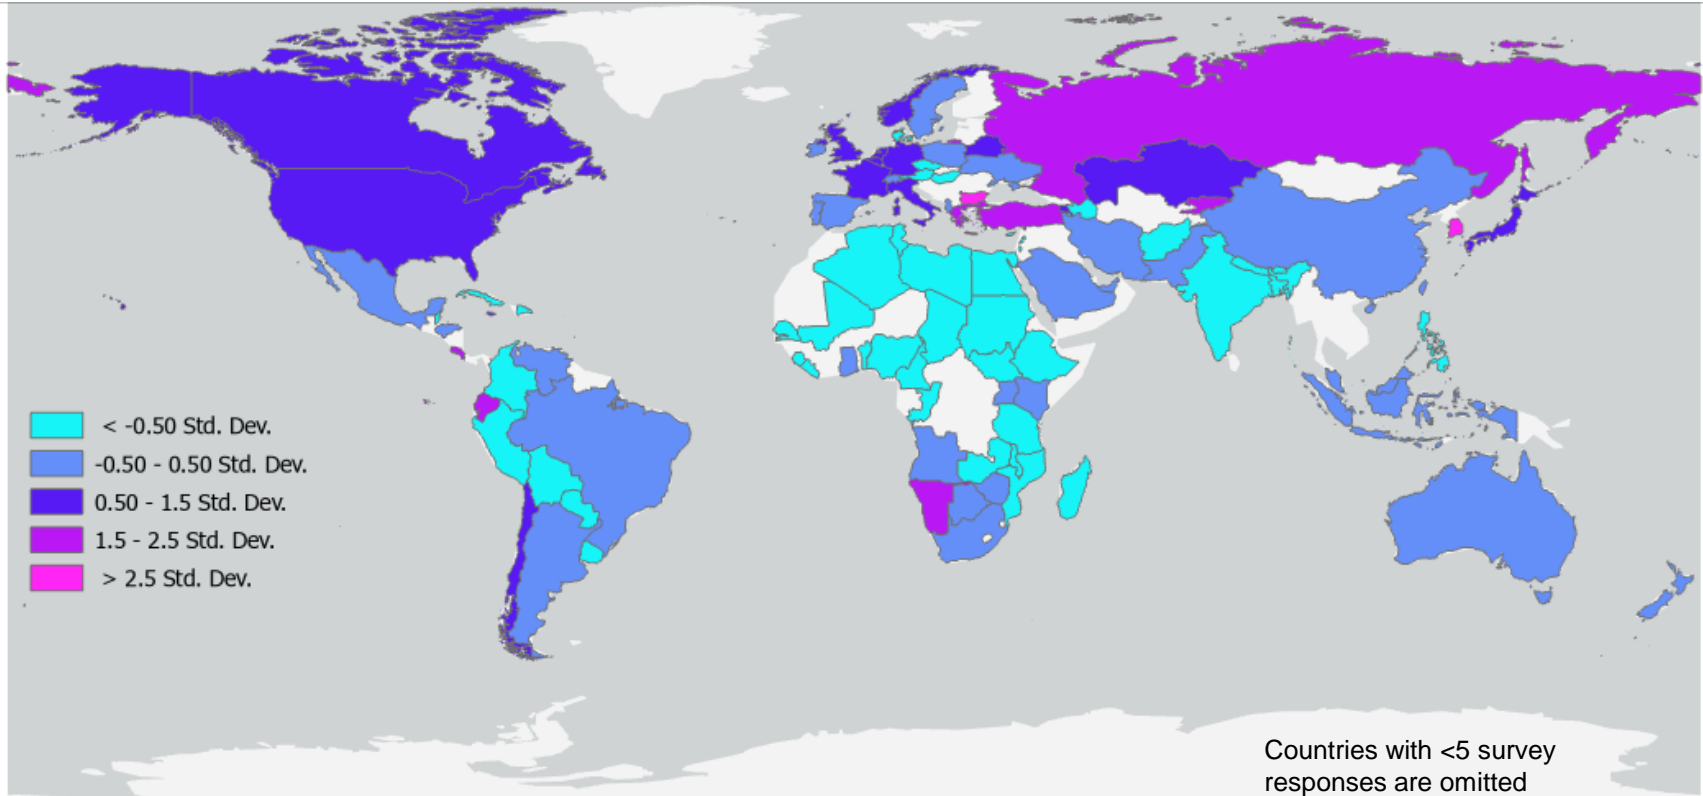 < -0.50 Std. Dev.
-0.50 - 0.50 Std. Dev.
0.50 - 1.5 Std. Dev.
1.5 - 2.5 Std. Dev.
> 2.5 Std. Dev.
Countries with <5 survey
responses are omitted